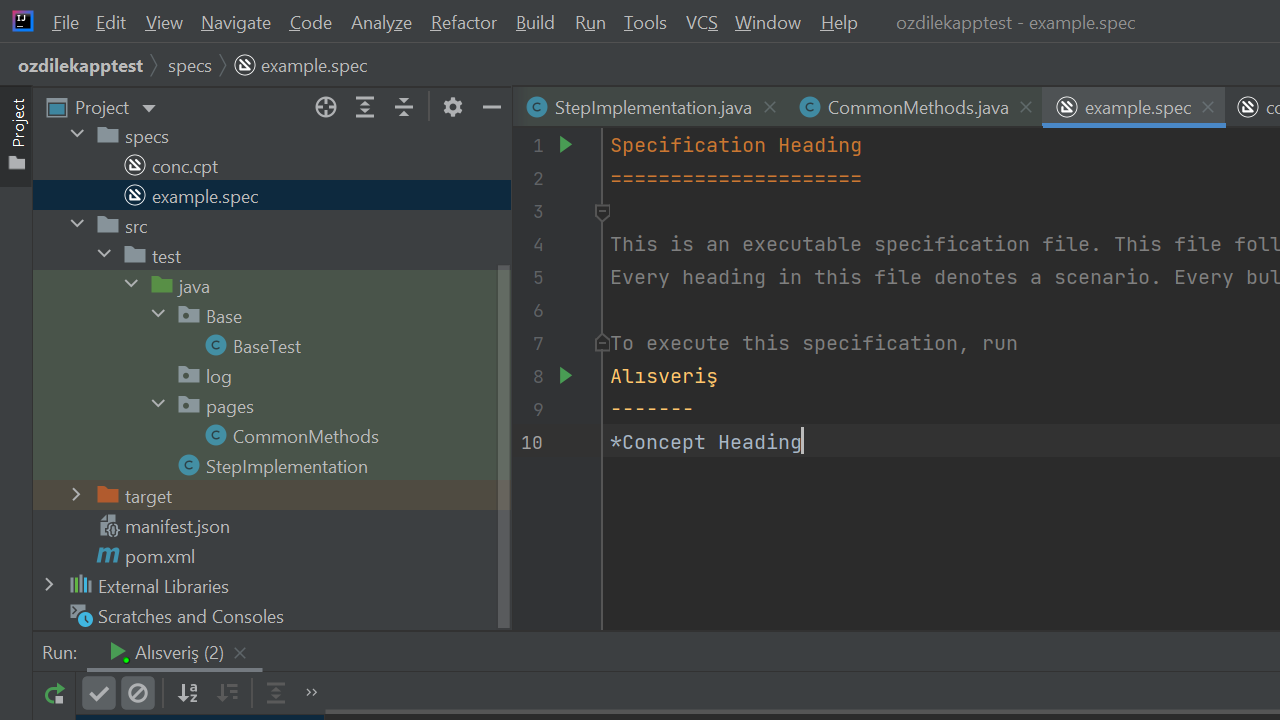 File Edit View Navigate Code Analyze Refactor Build Run Tools VCS Window Help ozdilekapptest - example.spec
ozdilekapptest specs example.spec
Project
Project
StepImplementation.java CommonMethods.java example.spec
specs
conc.cpt
example.spec
src
test
java
Base
BaseTest
log
pages
CommonMethods
StepImplementation
target
manifest.json
pom.xml
External Libraries
Scratches and Consoles
1 Specification Heading
2 =====================
3
4 This is an executable specification file. This file
5 Every heading in this file denotes a scenario. Every
6
7 To execute this specification, run
8 Alısveriş
9 -------
10 *Concept Heading
Run: Alısveriş (2)